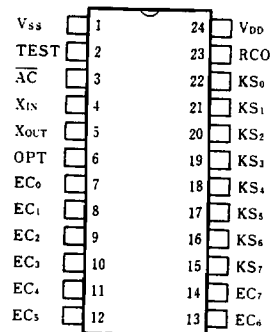 Vss 1 24 VDD
TEST 2 23 RCO
AC 3 22 KS0
XIN 4 21 KS1
XOUT 5 20 KS2
OPT 6 19 KS3
EC0 7 18 KS4
EC1 8 17 KS5
EC2 9 16 KS6
EC3 10 15 KS7
EC4 11 14 EC7
EC5 12 13 EC6